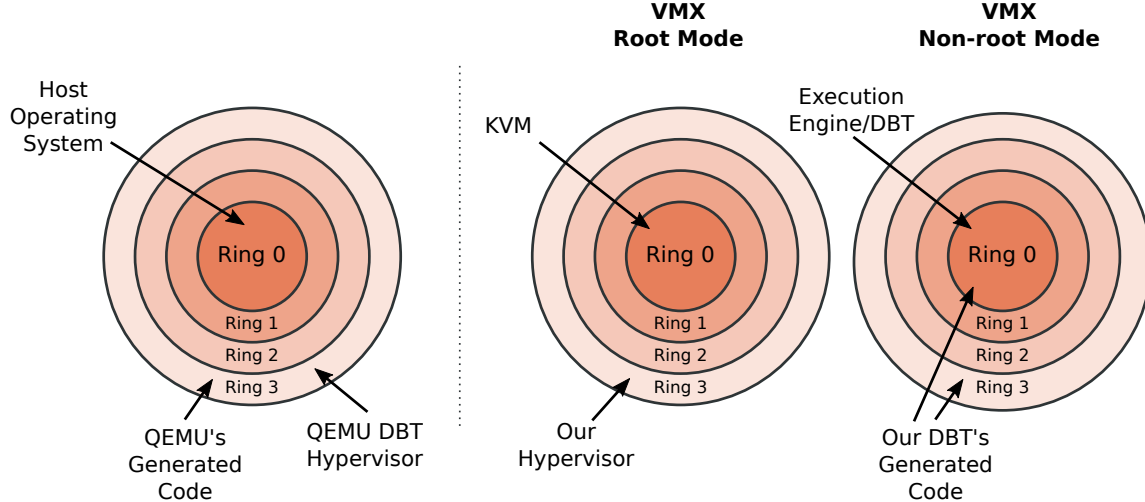 VMX
Root Mode
VMX
Non-root Mode
Host
Operating
System
KVM
Execution
Engine/DBT
Ring 0
Ring 1
Ring 2
Ring 3
Ring 0
Ring 1
Ring 2
Ring 3
Ring 0
Ring 1
Ring 2
Ring 3
QEMU's
Generated
Code
QEMU DBT
Hypervisor
Our
Hypervisor
Our DBT's
Generated
Code